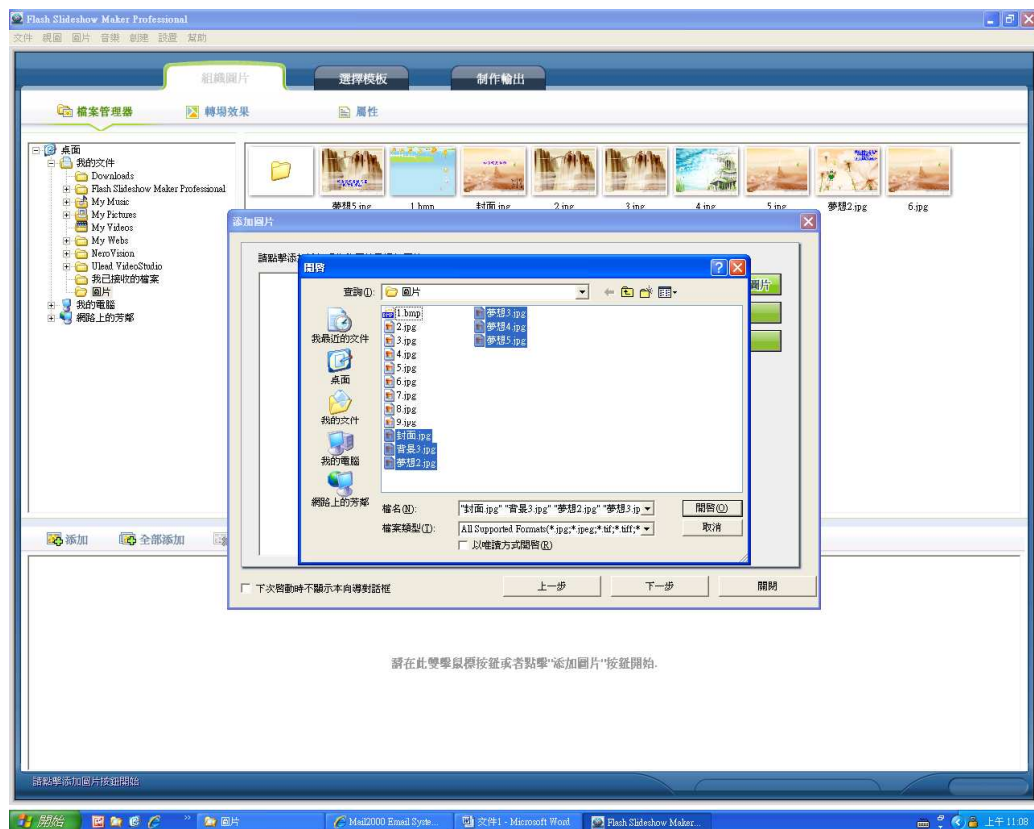 Flash Slideshow Maker Professional
文件 視圖 圖片 音樂 創建 設置 幫助
組織圖片 選擇模板 制作輸出
檔案管理器 轉場效果 屬性
桌面
我的文件
Downloads
Flash Slideshow Maker Professional
My Music
My Pictures
My Videos
My Webs
NeroVision
Ulead VideoStudio
我已接收的檔案
圖片
我的電腦
網路上的芳鄰
夢想5.jpg 1.bmp 封面.jpg 2.jpg 3.jpg 4.jpg 5.jpg 夢想2.jpg 6.jpg
添加圖片
請點擊添
圖片
開啓
查詢(I): 圖片
我最近的文件
桌面
我的文件
我的電腦
網路上的芳鄰
1.bmp
2.jpg
3.jpg
4.jpg
5.jpg
6.jpg
7.jpg
8.jpg
9.jpg
封面.jpg
背景3.jpg
夢想2.jpg
夢想3.jpg
夢想4.jpg
夢想5.jpg
檔名(N): "封面.jpg" "背景3.jpg" "夢想2.jpg" "夢想3.jp 開啓(O)
檔案類型(T): All Supported Formats(*.jpg;*.jpeg;*.tif;*.tiff;* 取消
以唯讀方式開啓(R)
下次啓動時不顯示本向導對話框 上一步 下一步 關閉
添加 全部添加
請在此雙擊鼠標按鈕或者點擊"添加圖片"按鈕開始.
請點擊添加圖片按鈕開始
開始 » 圖片 Mail2000 Email Syste... 文件1 - Microsoft Word Flash Slideshow Maker... 上午 11:08